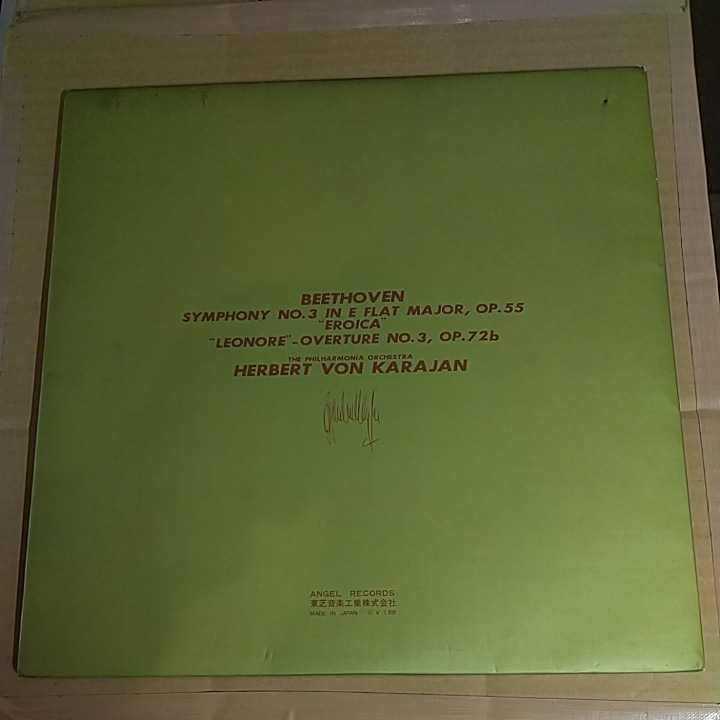 BEETHOVEN
SYMPHONY NO.3 IN E FLAT MAJOR, OP.55
"EROICA"
"LEONORE"-OVERTURE NO.3, OP.72b
THE PHILHARMONIA ORCHESTRA
HERBERT VON KARAJAN
ANGEL RECORDS
東芝音楽工業株式会社
MADE IN JAPAN